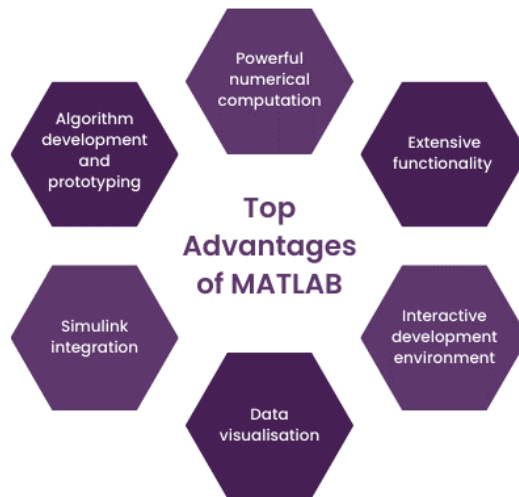 Powerful
numerical
computation
Algorithm
development
and
prototyping
Extensive
functionality
Top
Advantages
of MATLAB
Simulink
integration
Interactive
development
environment
Data
visualisation